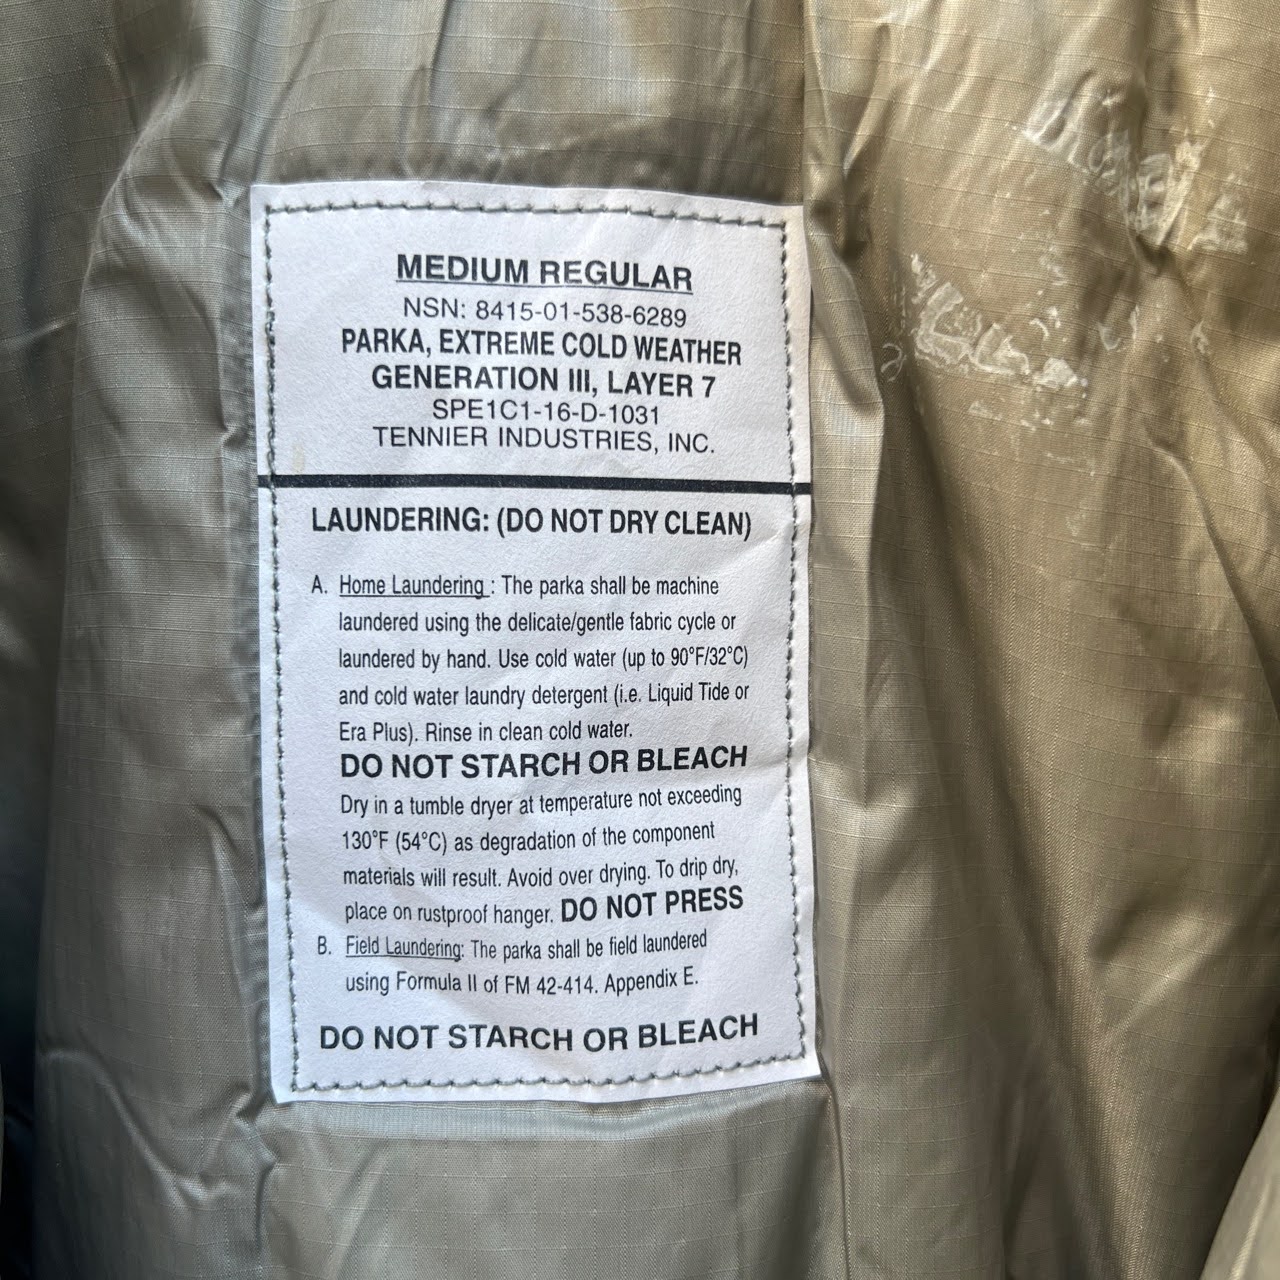 MEDIUM REGULAR
NSN: 8415-01-538-6289
PARKA, EXTREME COLD WEATHER
GENERATION III, LAYER 7
SPE1C1-16-D-1031
TENNIER INDUSTRIES, INC.
LAUNDERING: (DO NOT DRY CLEAN)
A. Home Laundering : The parka shall be machine
laundered using the delicate/gentle fabric cycle or
laundered by hand. Use cold water (up to 90°F/32°C)
and cold water laundry detergent (i.e. Liquid Tide or
Era Plus). Rinse in clean cold water.
DO NOT STARCH OR BLEACH
Dry in a tumble dryer at temperature not exceeding
130°F (54°C) as degradation of the component
materials will result. Avoid over drying. To drip dry,
place on rustproof hanger. DO NOT PRESS
B. Field Laundering: The parka shall be field laundered
using Formula II of FM 42-414. Appendix E.
DO NOT STARCH OR BLEACH